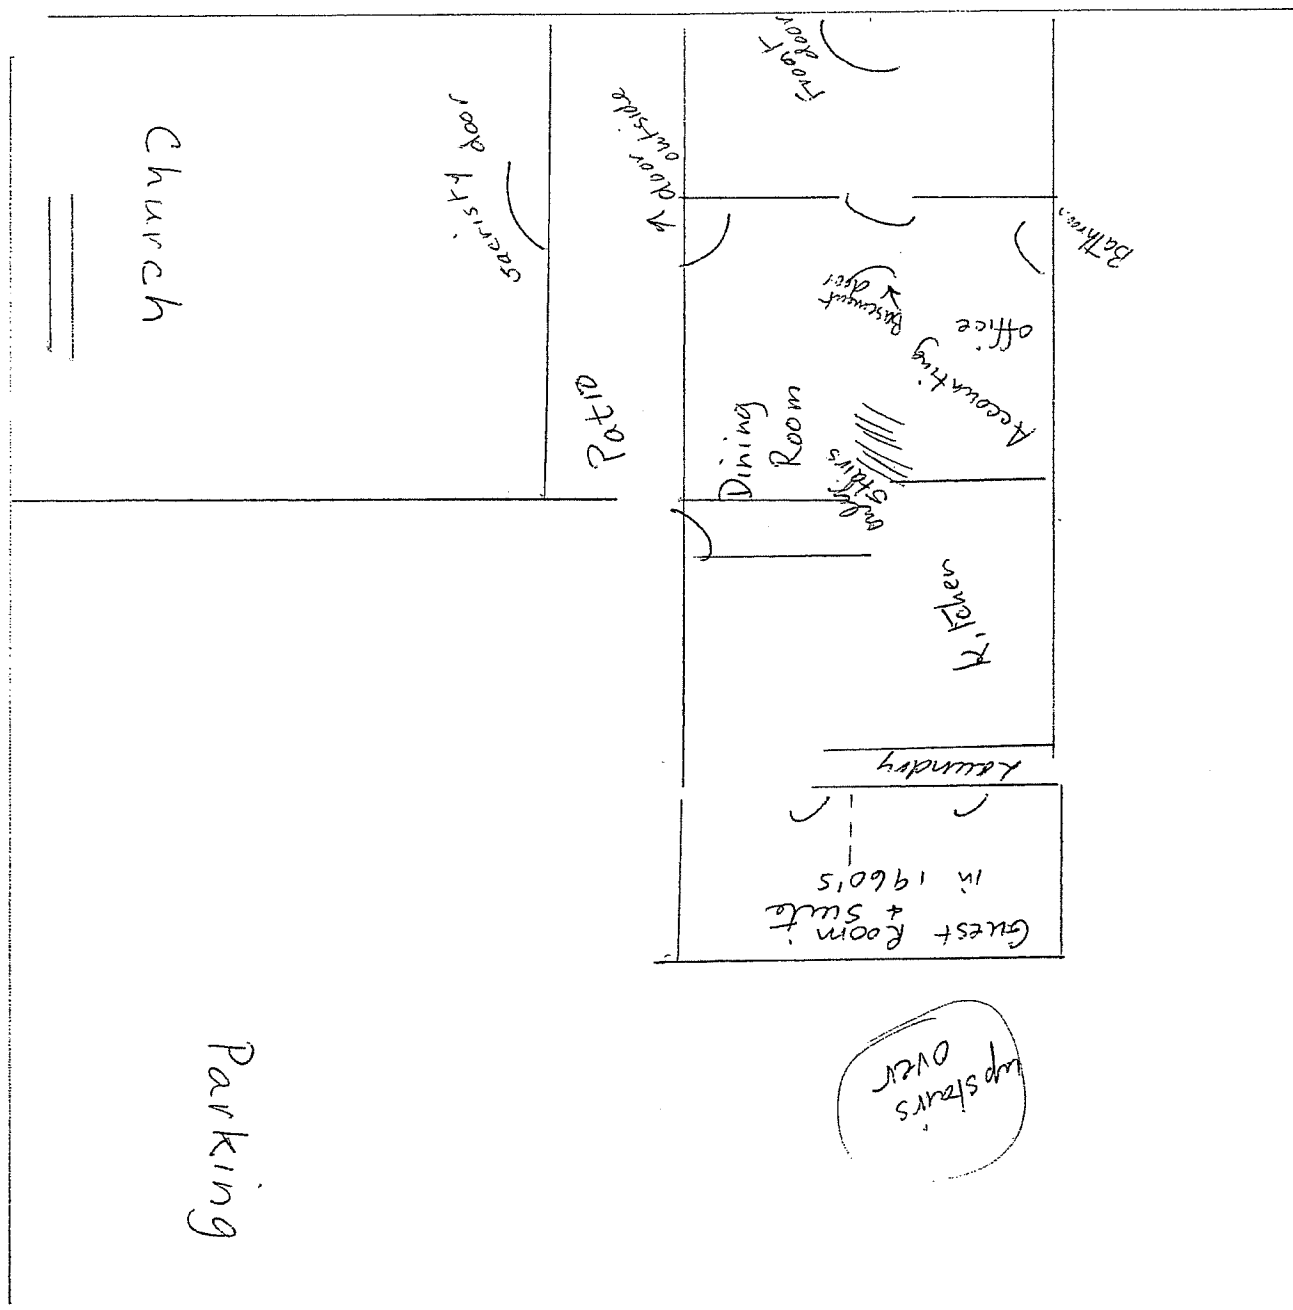 Church
sacristy door
door outside
Front
door
Bathroom
Basement
door
Accounting
office
Patio
Dining
Room
only
stairs
Kitchen
Laundry
Guest Room
& Suite
in 1960's
upstairs
over
Parking